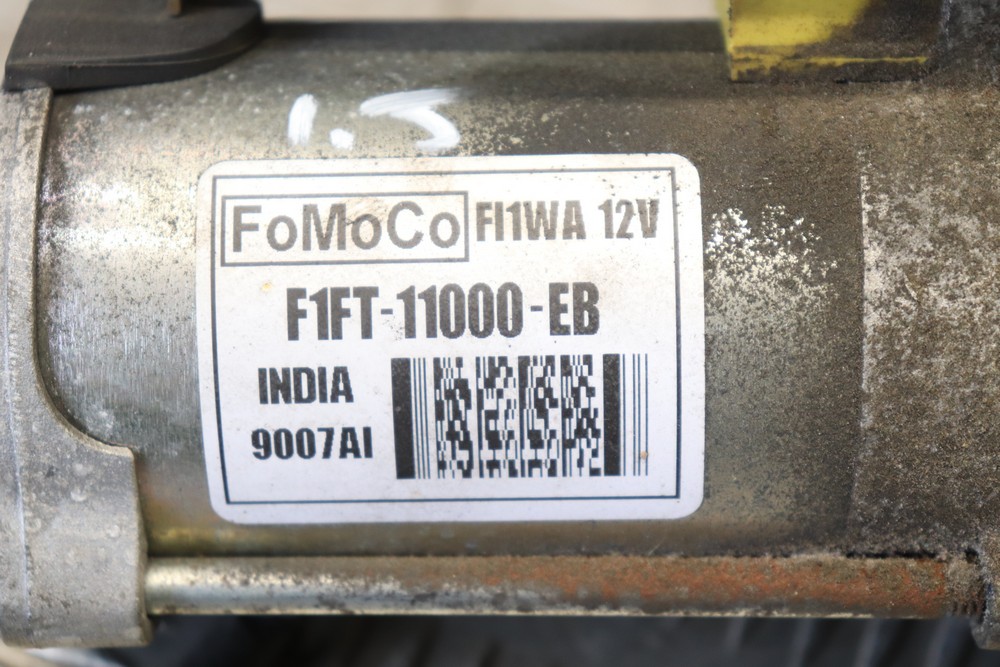 1.5
FoMoCo FI1WA 12V
F1FT-11000-EB
INDIA
9007AI